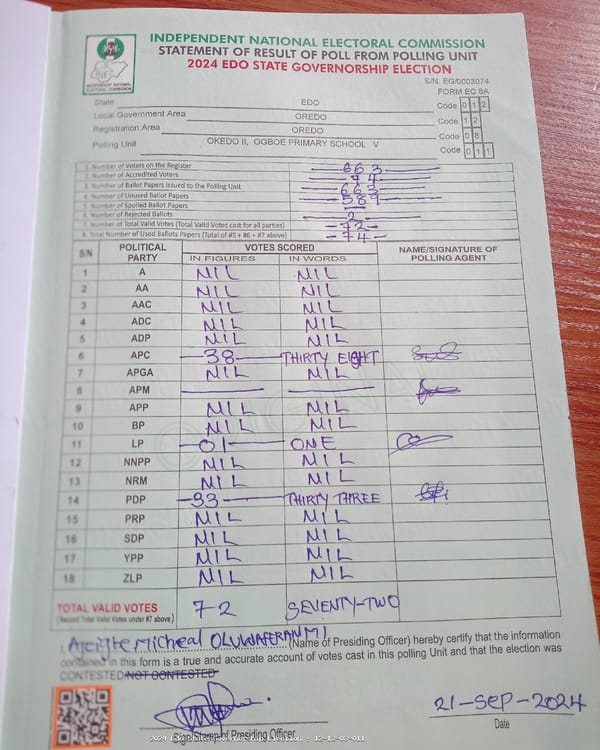 INDEPENDENT NATIONAL ELECTORAL COMMISSION
STATEMENT OF RESULT OF POLL FROM POLLING UNIT
2024 EDO STATE GOVERNORSHIP ELECTION
INEC
INDEPENDENT NATIONAL ELECTORAL COMMISSION
S/N: EG/0003074
FORM EC 8A
State EDO Code 0 1 2
Local Government Area OREDO Code 1 2
Registration Area OREDO Code 0 8
Polling Unit OKEDO II, OGBOE PRIMARY SCHOOL V Code 0 1 1
1. Number of Voters on the Register 663
2. Number of Accredited Voters 74
3. Number of Ballot Papers Issued to the Polling Unit 663
4. Number of Unused Ballot Papers 589
5. Number of Spoiled Ballot Papers —
6. Number of Rejected Ballots 2
7. Number of Total Valid Votes (Total Valid Votes cast for all parties) 72
8. Total Number of Used Ballots Papers (Total of #5 + #6 + #7 above) 74
S/N POLITICAL PARTY VOTES SCORED NAME/SIGNATURE OF POLLING AGENT
IN FIGURES IN WORDS
1 A NIL NIL
2 AA NIL NIL
3 AAC NIL NIL
4 ADC NIL NIL
5 ADP NIL NIL
6 APC 38 THIRTY EIGHT
7 APGA NIL NIL
8 APM — —
9 APP NIL NIL
10 BP NIL NIL
11 LP 01 ONE
12 NNPP NIL NIL
13 NRM NIL NIL
14 PDP 33 THIRTY THREE
15 PRP NIL NIL
16 SDP NIL NIL
17 YPP NIL NIL
18 ZLP NIL NIL
TOTAL VALID VOTES 72 SEVENTY-TWO
(Record Total Valid Votes under #7 above)
I, Micheal OLUWAFERANMI (Name of Presiding Officer) hereby certify that the information
contained in this form is a true and accurate account of votes cast in this polling Unit and that the election was
CONTESTED/NOT CONTESTED
21-SEP-2024
Sign/Stamp of Presiding Officer Date
12-12-08-011